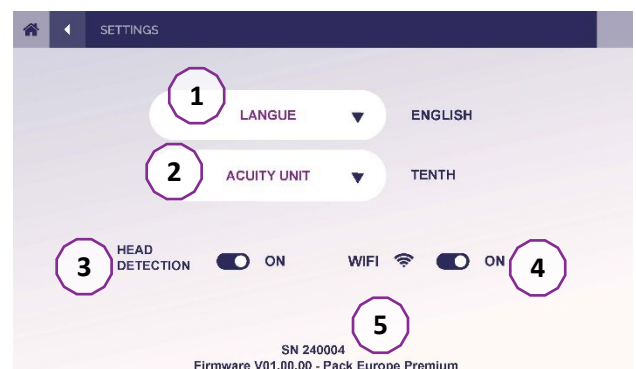 SETTINGS
1
LANGUE ENGLISH
2
ACUITY UNIT TENTH
3
HEAD
DETECTION ON WIFI ON
4
5
SN 240004
Firmware V01.00.00 - Pack Europe Premium